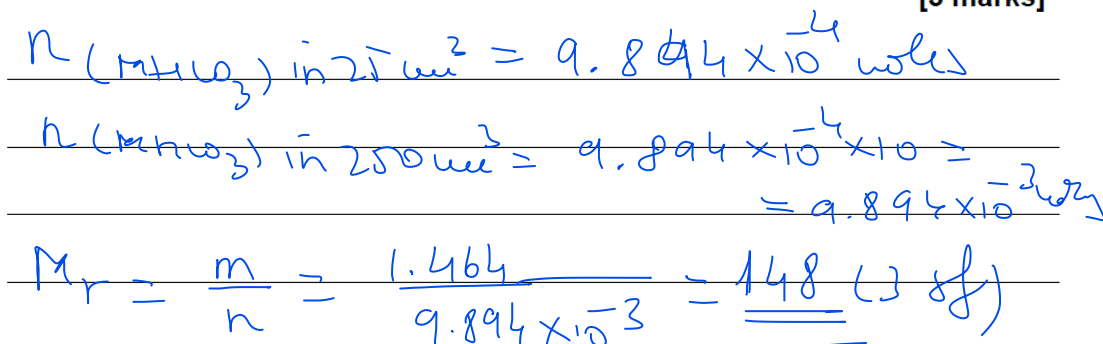 [3 marks]
n (MHCO₃) in 25 cm³ = 9.894 × 10⁻⁴ moles
n (MHCO₃) in 250 cm³ = 9.894 × 10⁻⁴ × 10 =
= 9.894 × 10⁻³ moles
Mr = m/n = 1.464 / 9.894 × 10⁻³ = 148 (3 sf)